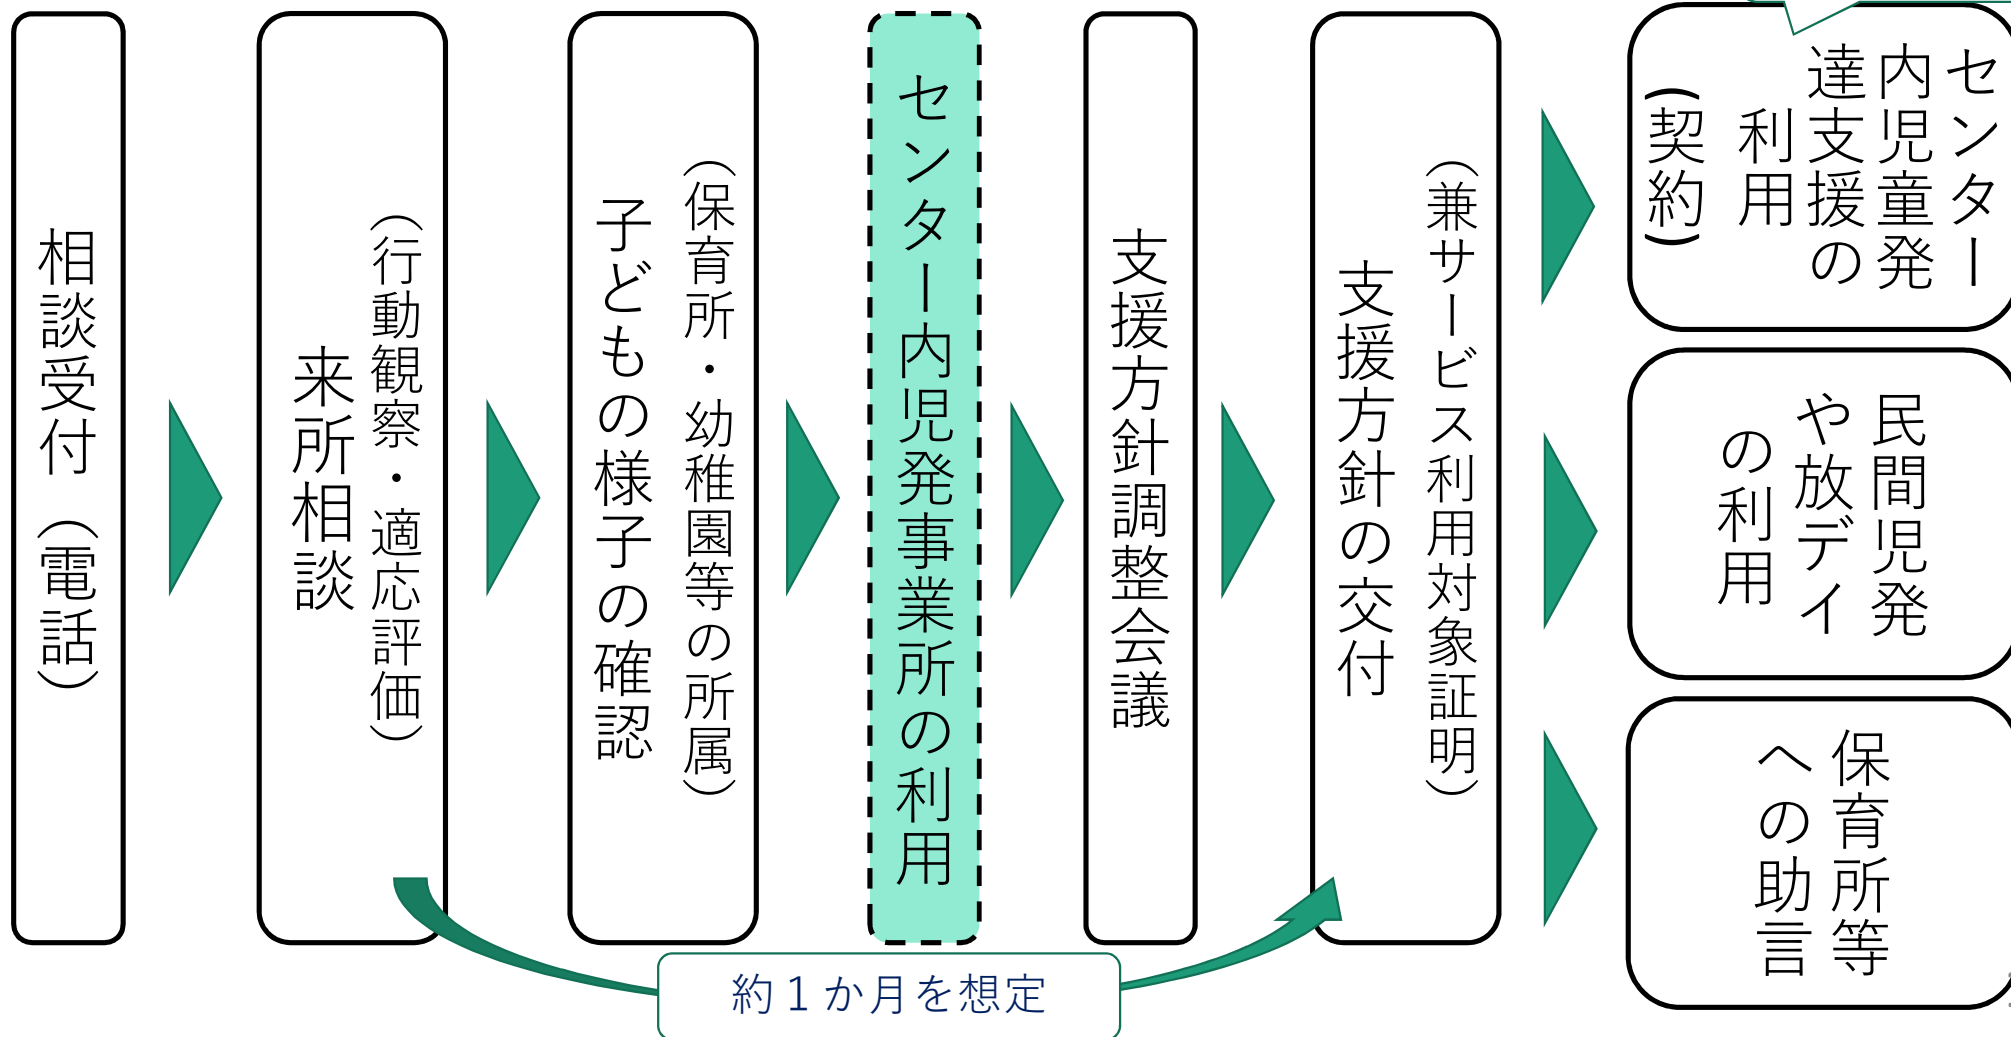 相談受付（電話）
来所相談
（行動観察・適応評価）
子どもの様子の確認
（保育所・幼稚園等の所属）
センター内児発事業所の利用
支援方針調整会議
支援方針の交付
（兼サービス利用対象証明）
センター
内児童発
達支援の
利用
（契約）
民間児発
や放デイ
の利用
保育所等
への助言
約１か月を想定